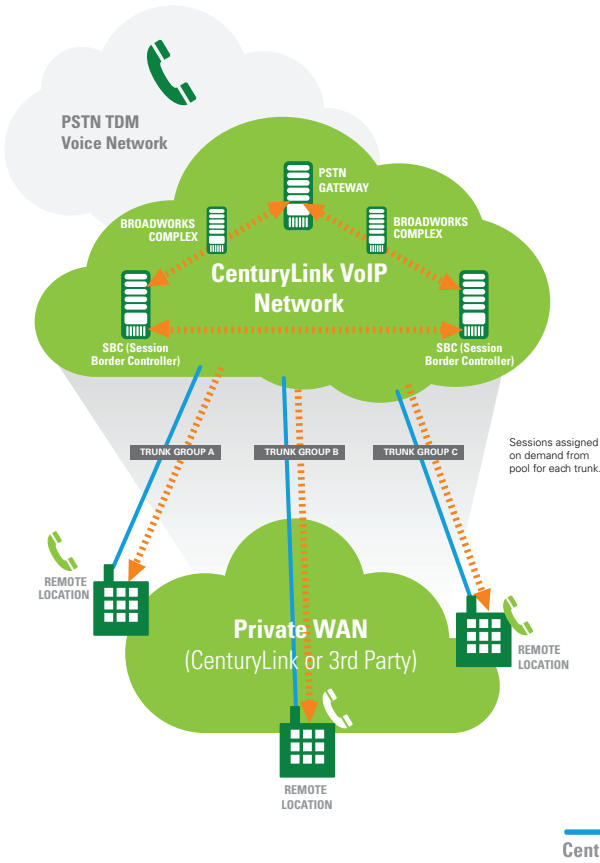 PSTN TDM
Voice Network
PSTN
GATEWAY
BROADWORKS
COMPLEX
BROADWORKS
COMPLEX
CenturyLink VoIP
Network
SBC (Session
Border Controller)
SBC (Session
Border Controller)
TRUNK GROUP A
TRUNK GROUP B
TRUNK GROUP C
Sessions assigned
on demand from
pool for each trunk.
REMOTE
LOCATION
Private WAN
(CenturyLink or 3rd Party)
REMOTE
LOCATION
REMOTE
LOCATION
Cent